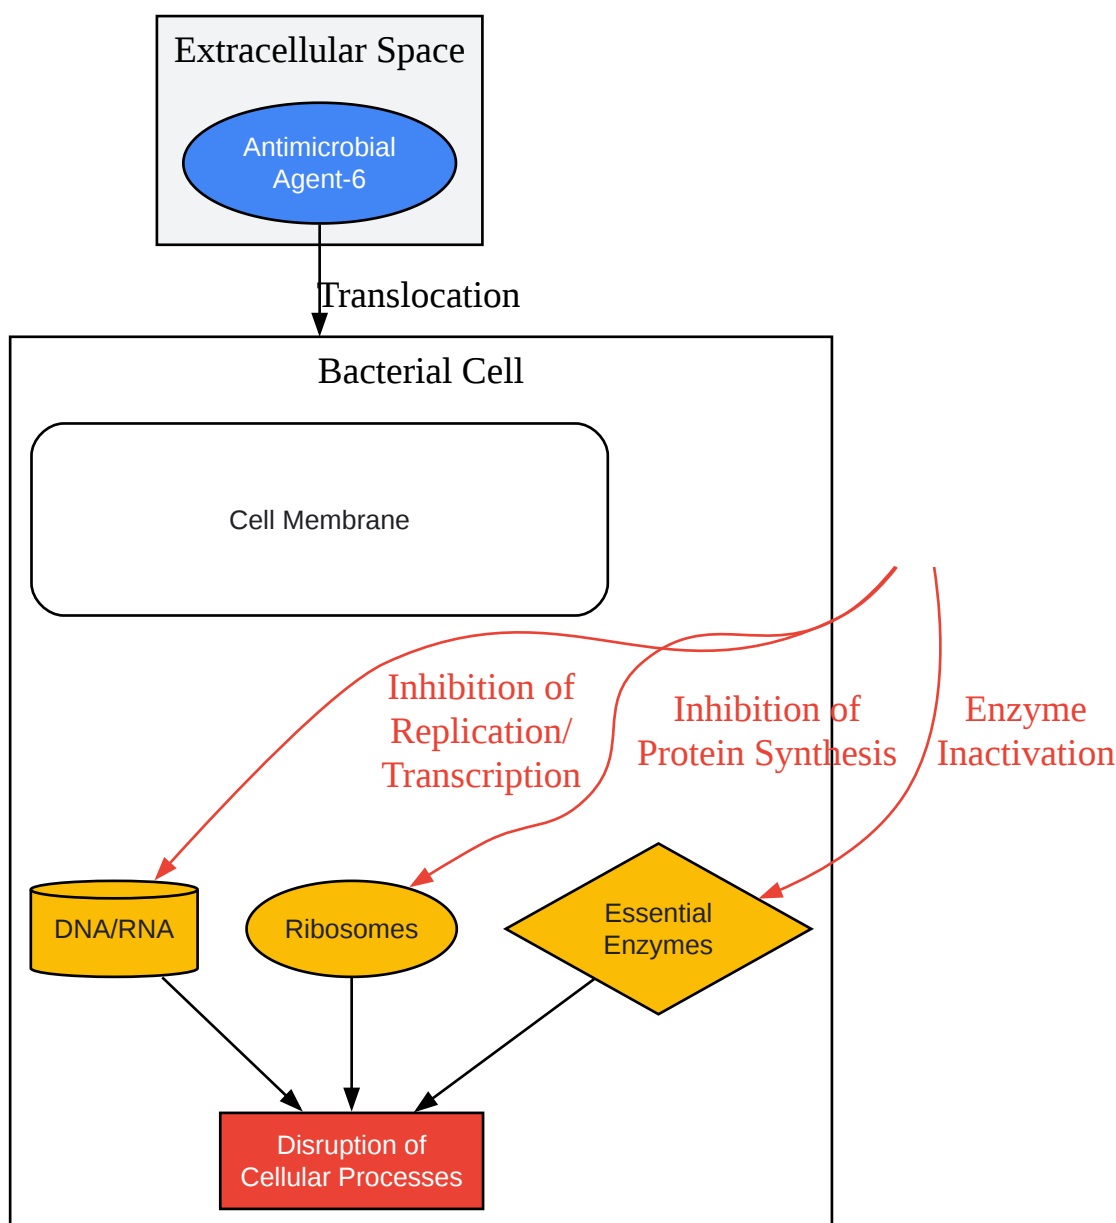 Extracellular Space
Antimicrobial
Agent-6
Translocation
Bacterial Cell
Cell Membrane
Inhibition of
Replication/
Transcription
Inhibition of
Protein Synthesis
Enzyme
Inactivation
DNA/RNA
Ribosomes
Essential
Enzymes
Disruption of
Cellular Processes